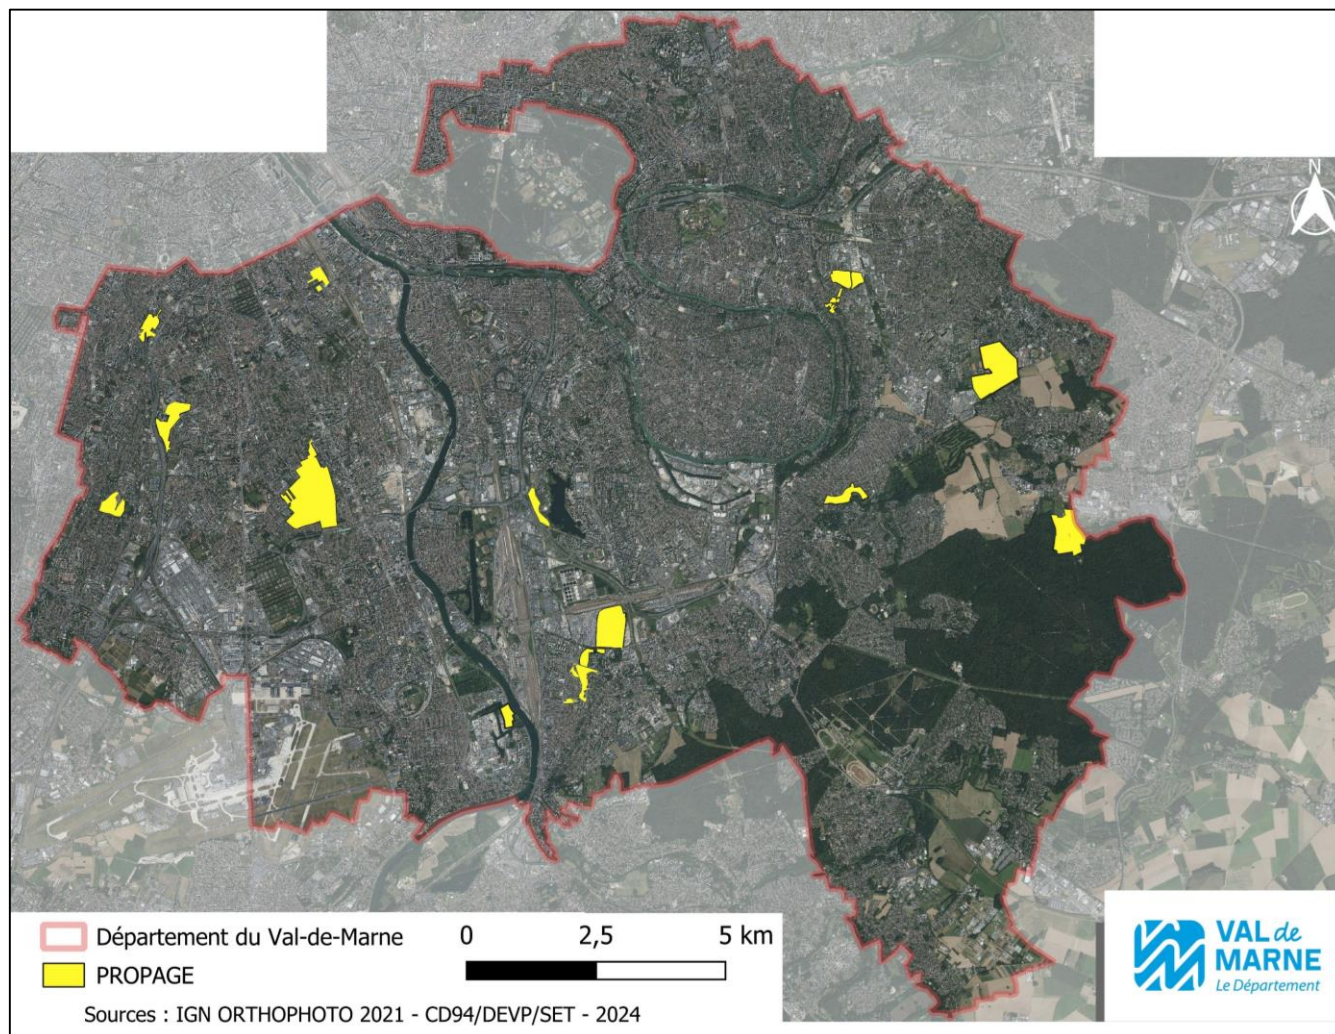 N
Département du Val-de-Marne
0 2,5 5 km
PROPAGE
Sources : IGN ORTHOPHOTO 2021 - CD94/DEVP/SET - 2024
VAL de
MARNE
Le Département